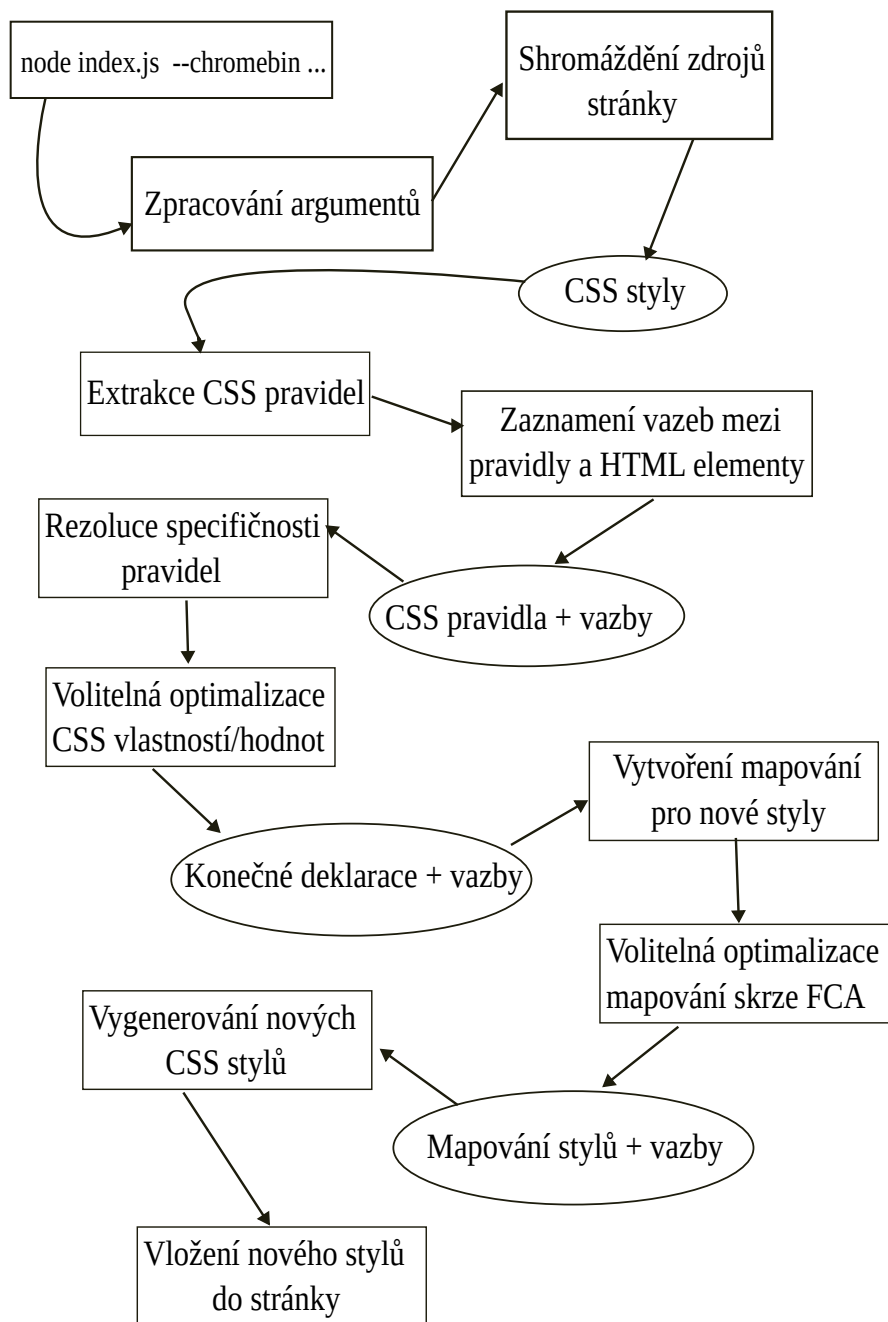 node index.js --chromebin ...
Shromáždění zdrojů
stránky
Zpracování argumentů
CSS styly
Extrakce CSS pravidel
Zaznamení vazeb mezi
pravidly a HTML elementy
Rezoluce specifičnosti
pravidel
CSS pravidla + vazby
Volitelná optimalizace
CSS vlastností/hodnot
Konečné deklarace + vazby
Vytvoření mapování
pro nové styly
Volitelná optimalizace
mapování skrze FCA
Mapování stylů + vazby
Vygenerování nových
CSS stylů
Vložení nového stylů
do stránky